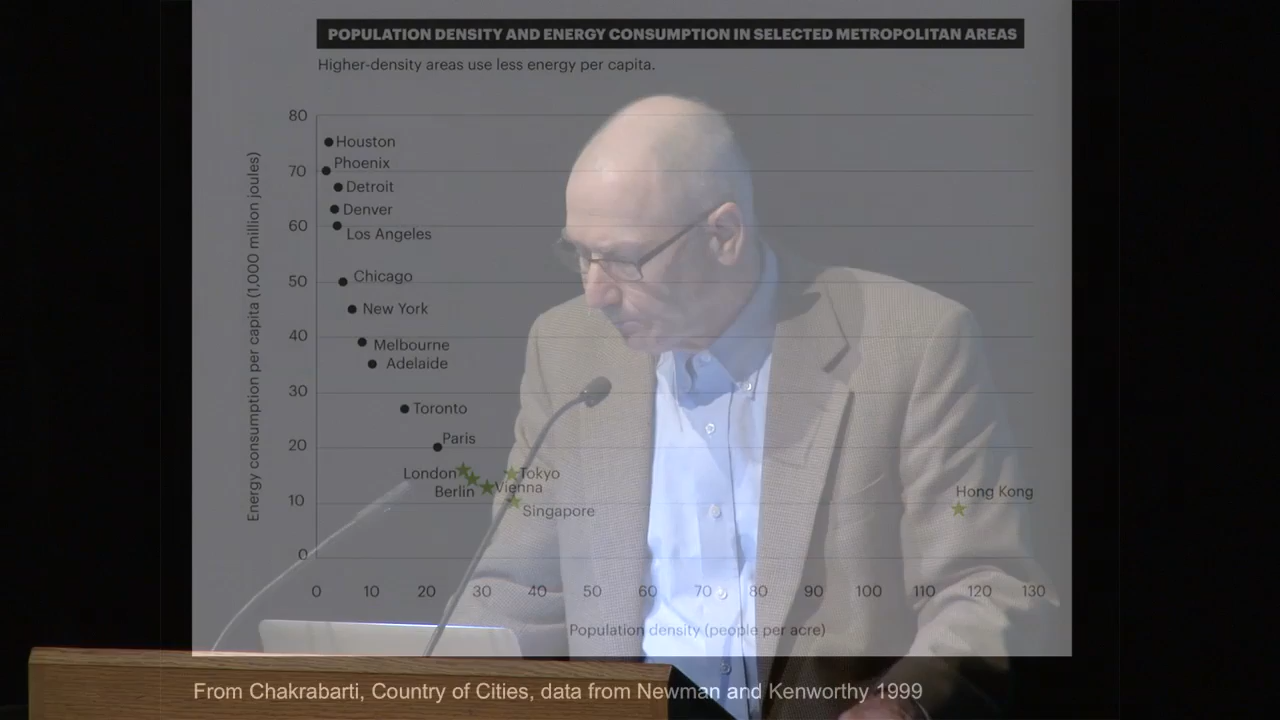 POPULATION DENSITY AND ENERGY CONSUMPTION IN SELECTED METROPOLITAN AREAS
Higher-density areas use less energy per capita.
Energy consumption per capita (1,000 million joules)
80
70
60
50
40
30
20
10
0
Houston
Phoenix
Detroit
Denver
Los Angeles
Chicago
New York
Melbourne
Adelaide
Toronto
Paris
London
Tokyo
Berlin
Vienna
Singapore
Hong Kong
0 10 20 30 40 50 60 70 80 90 100 110 120 130
Population density (people per acre)
From Chakrabarti, Country of Cities, data from Newman and Kenworthy 1999